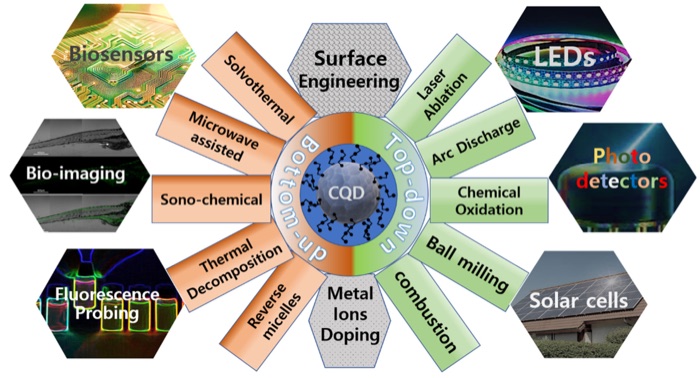 Biosensors
Solvothermal
Surface
Engineering
Laser
Ablation
LEDs
Microwave
assisted
Arc Discharge
Bio-imaging
Sono-chemical
Bottom-up
CQD
Top-down
Chemical
Oxidation
Photo
detectors
Thermal
Decomposition
Ball milling
Fluorescence
Probing
Reverse
micelles
Metal
Ions
Doping
combustion
Solar cells